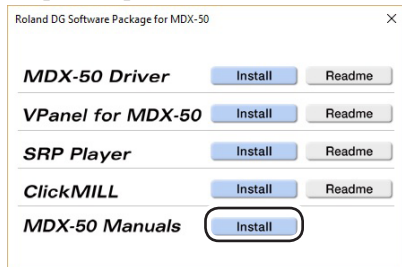 Roland DG Software Package for MDX-50
MDX-50 Driver Install Readme
VPanel for MDX-50 Install Readme
SRP Player Install Readme
ClickMILL Install Readme
MDX-50 Manuals Install